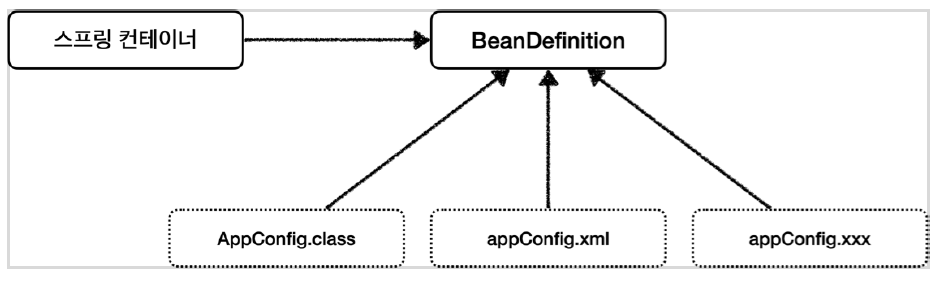 스프링 컨테이너
BeanDefinition
AppConfig.class
appConfig.xml
appConfig.xxx